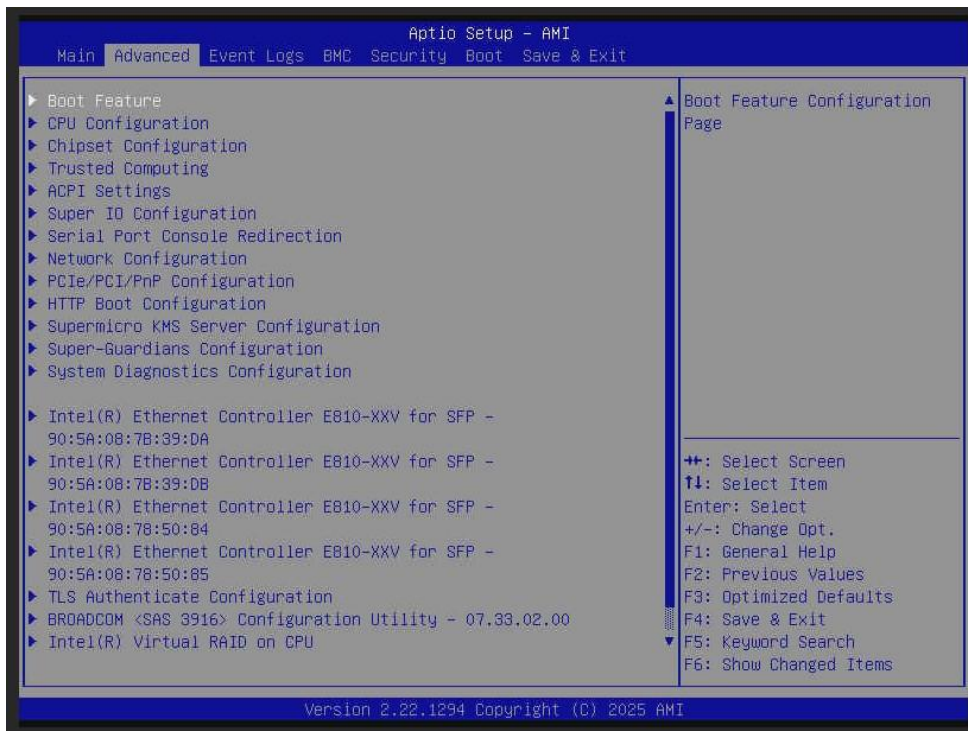 Aptio Setup – AMI
Main Advanced Event Logs BMC Security Boot Save & Exit
Boot Feature
CPU Configuration
Chipset Configuration
Trusted Computing
ACPI Settings
Super IO Configuration
Serial Port Console Redirection
Network Configuration
PCIe/PCI/PnP Configuration
HTTP Boot Configuration
Supermicro KMS Server Configuration
Super-Guardians Configuration
System Diagnostics Configuration
Intel(R) Ethernet Controller E810-XXV for SFP –
90:5A:08:7B:39:DA
Intel(R) Ethernet Controller E810-XXV for SFP –
90:5A:08:7B:39:DB
Intel(R) Ethernet Controller E810-XXV for SFP –
90:5A:08:78:50:84
Intel(R) Ethernet Controller E810-XXV for SFP –
90:5A:08:78:50:85
TLS Authenticate Configuration
BROADCOM <SAS 3916> Configuration Utility – 07.33.02.00
Intel(R) Virtual RAID on CPU
Boot Feature Configuration
Page
→←: Select Screen
↑↓: Select Item
Enter: Select
+/-: Change Opt.
F1: General Help
F2: Previous Values
F3: Optimized Defaults
F4: Save & Exit
F5: Keyword Search
F6: Show Changed Items
Version 2.22.1294 Copyright (C) 2025 AMI